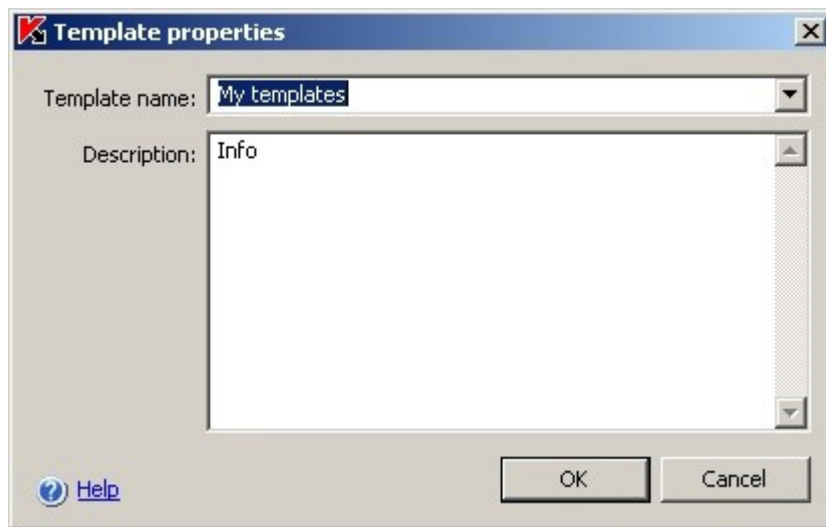 Template properties
Template name: My templates
Description: Info
Help OK Cancel